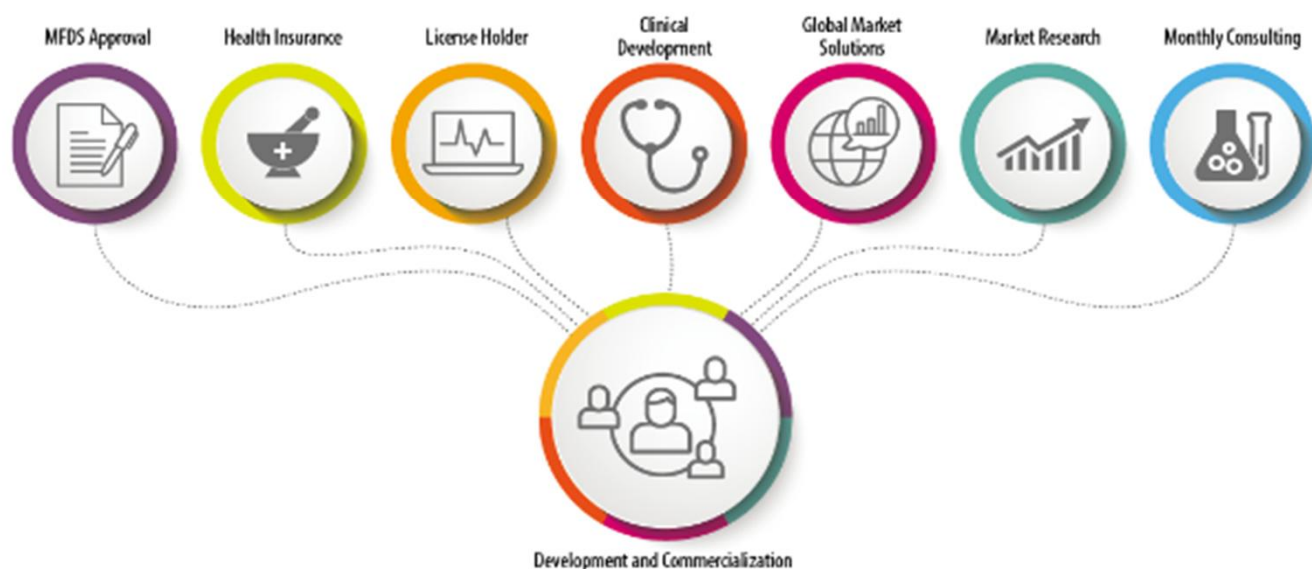 MFDS Approval
Health Insurance
License Holder
Clinical
Development
Global Market
Solutions
Market Research
Monthly Consulting
Development and Commercialization